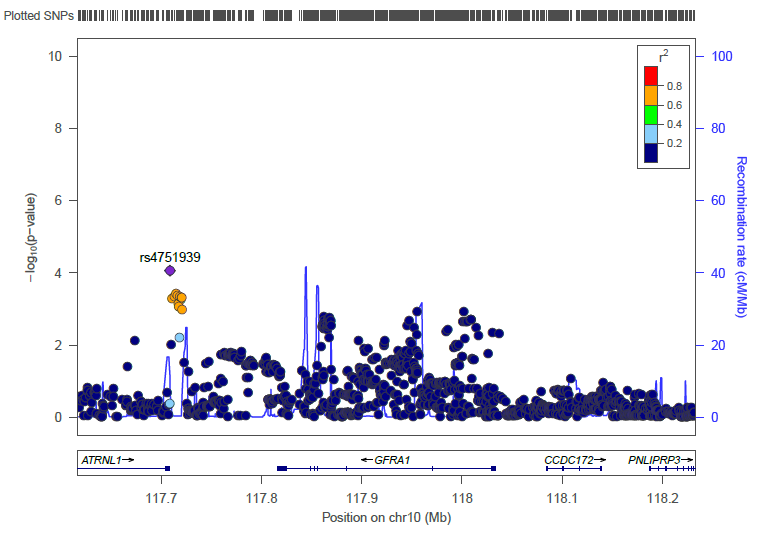 Plotted SNPs
10
8
6
4
2
0
−log10(p−value)
100
80
60
40
20
0
Recombination rate (cM/Mb)
r2
0.8
0.6
0.4
0.2
rs4751939
ATRNL1→
←GFRA1
CCDC172→
PNLIPRP3→
117.7 117.8 117.9 118 118.1 118.2
Position on chr10 (Mb)